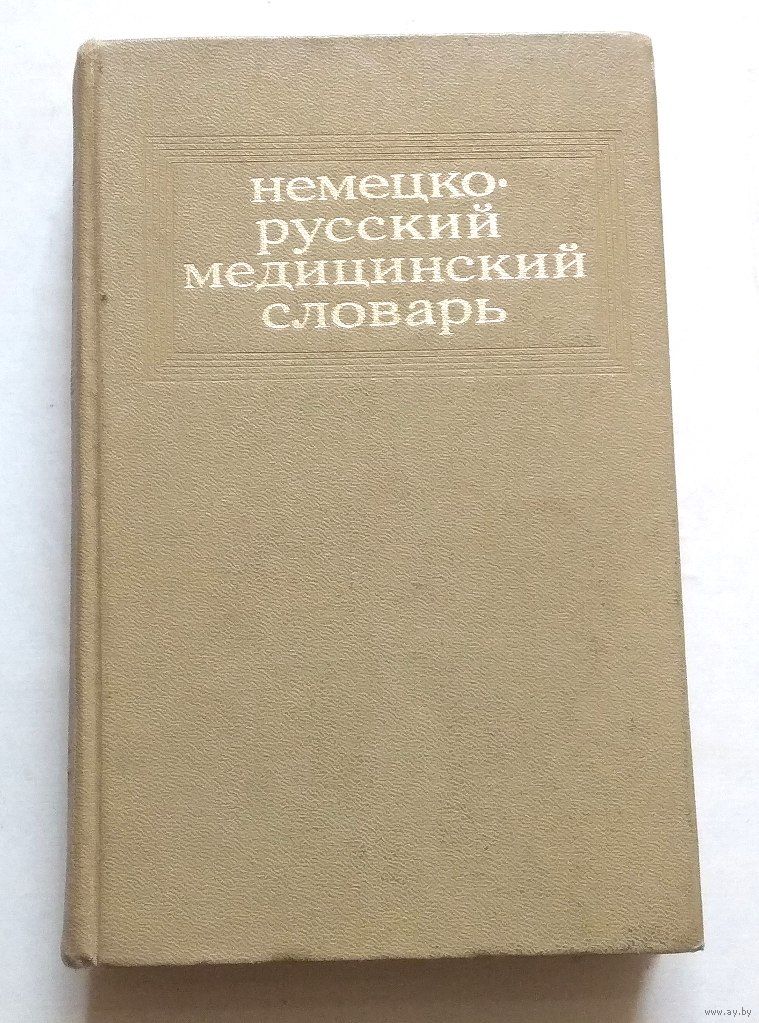 немецко-
русский
медицинский
словарь
www.ay.by